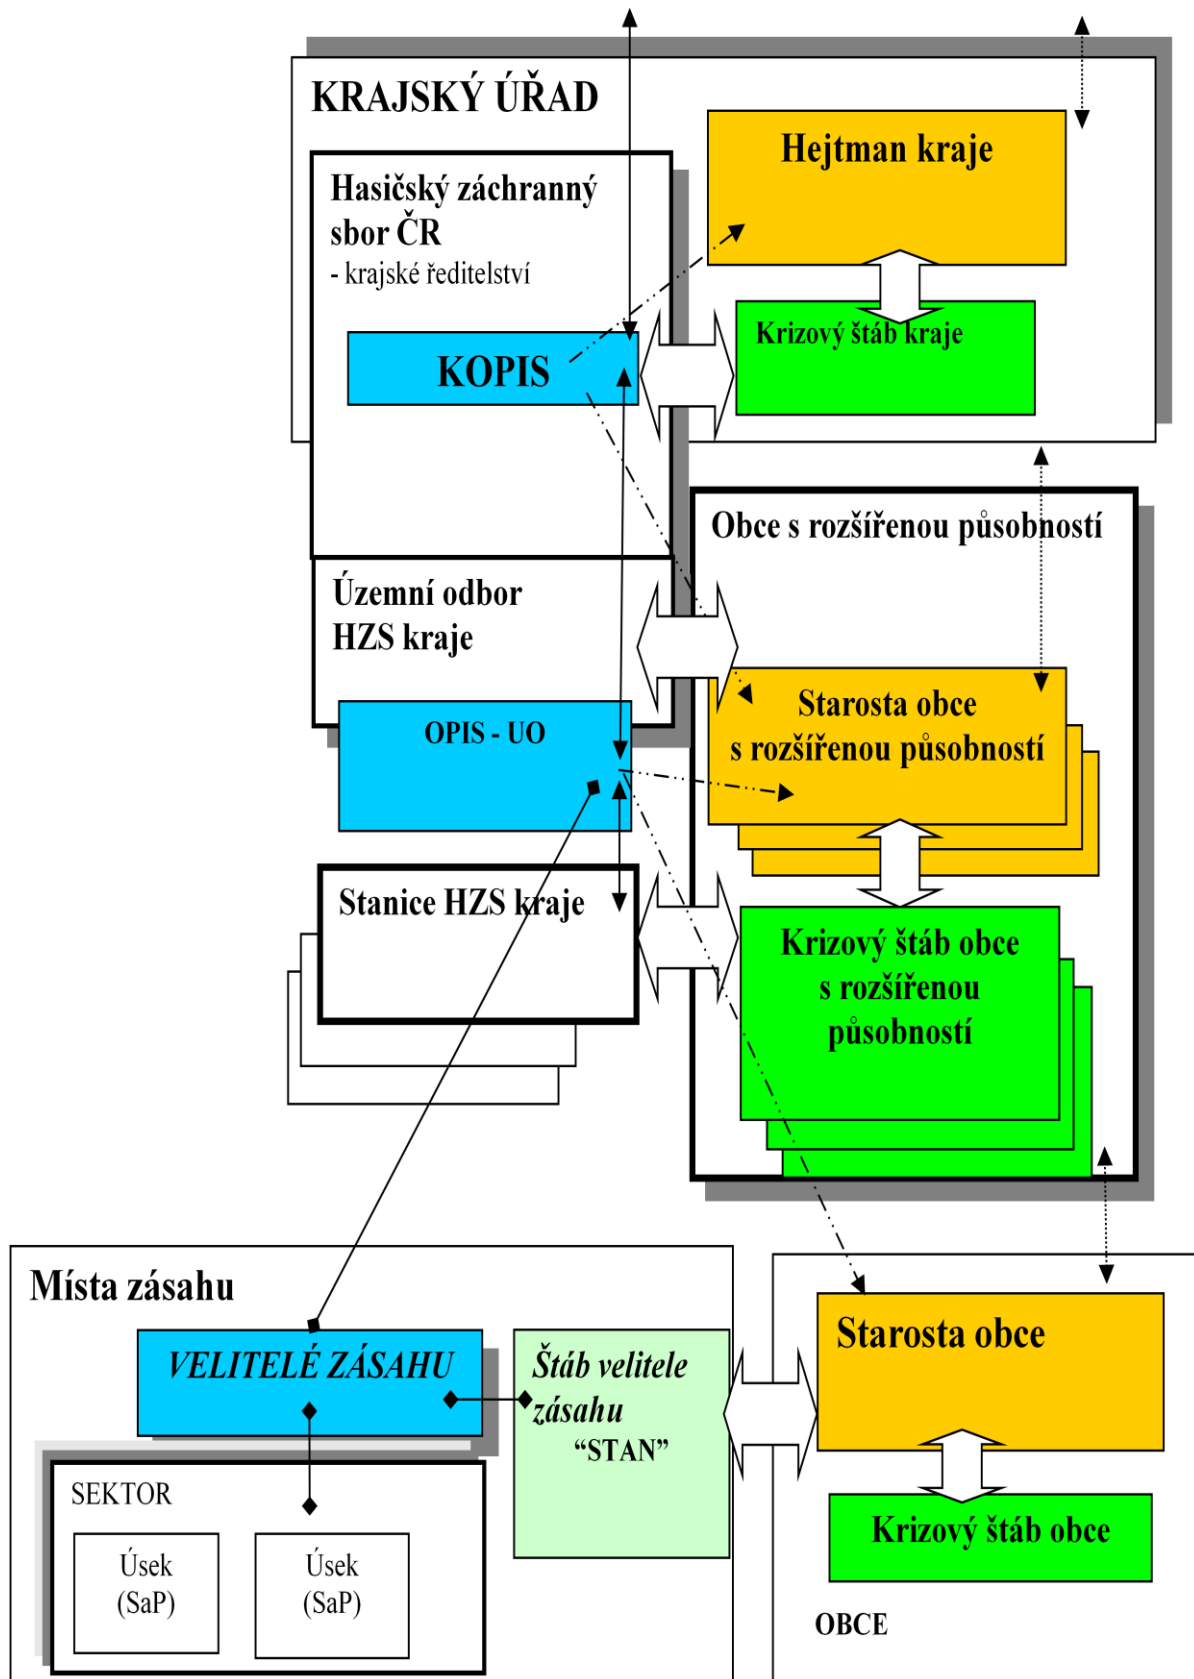 KRAJSKÝ ÚŘAD
Hejtman kraje
Hasičský záchranný
sbor ČR
- krajské ředitelství
Krizový štáb kraje
KOPIS
Obce s rozšířenou působností
Územní odbor
HZS kraje
Starosta obce
s rozšířenou působností
OPIS - UO
Stanice HZS kraje
Krizový štáb obce
s rozšířenou
působností
Místa zásahu
VELITELÉ ZÁSAHU
Štáb velitele
zásahu
“STAN”
Starosta obce
SEKTOR
Úsek
(SaP)
Úsek
(SaP)
Krizový štáb obce
OBCE